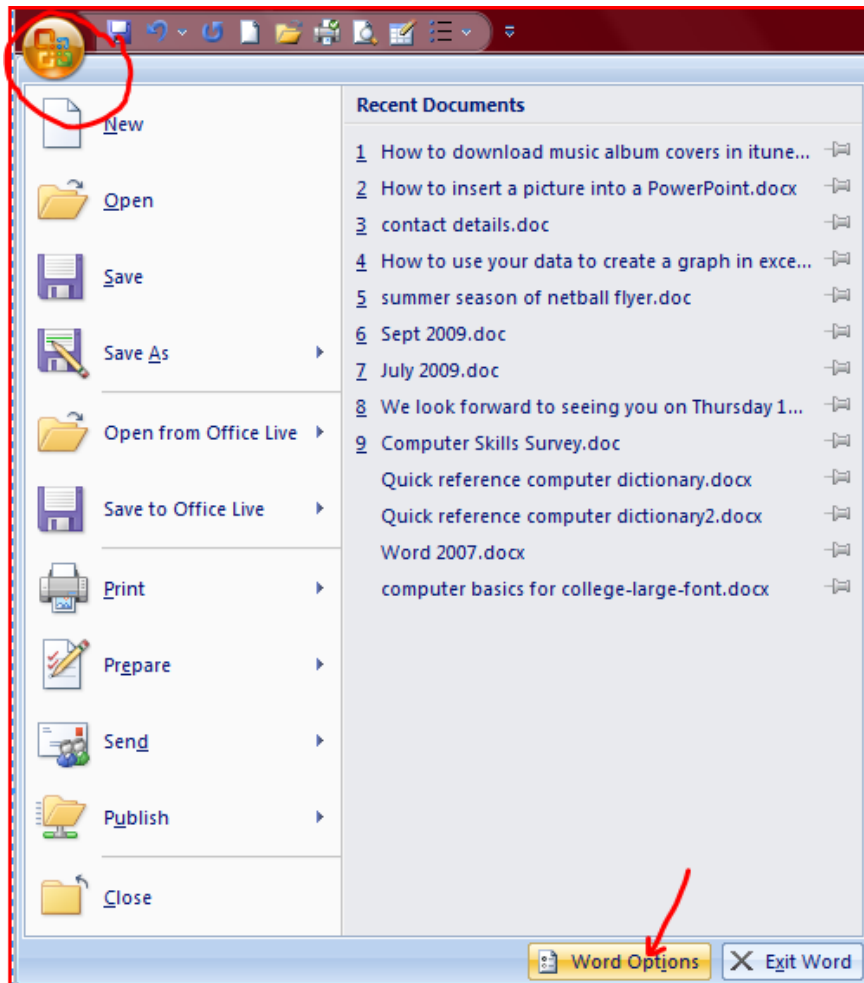 New
Open
Save
Save As
Open from Office Live
Save to Office Live
Print
Prepare
Send
Publish
Close
Recent Documents
1 How to download music album covers in itune...
2 How to insert a picture into a PowerPoint.docx
3 contact details.doc
4 How to use your data to create a graph in exce...
5 summer season of netball flyer.doc
6 Sept 2009.doc
7 July 2009.doc
8 We look forward to seeing you on Thursday 1...
9 Computer Skills Survey.doc
Quick reference computer dictionary.docx
Quick reference computer dictionary2.docx
Word 2007.docx
computer basics for college-large-font.docx
Word Options
Exit Word